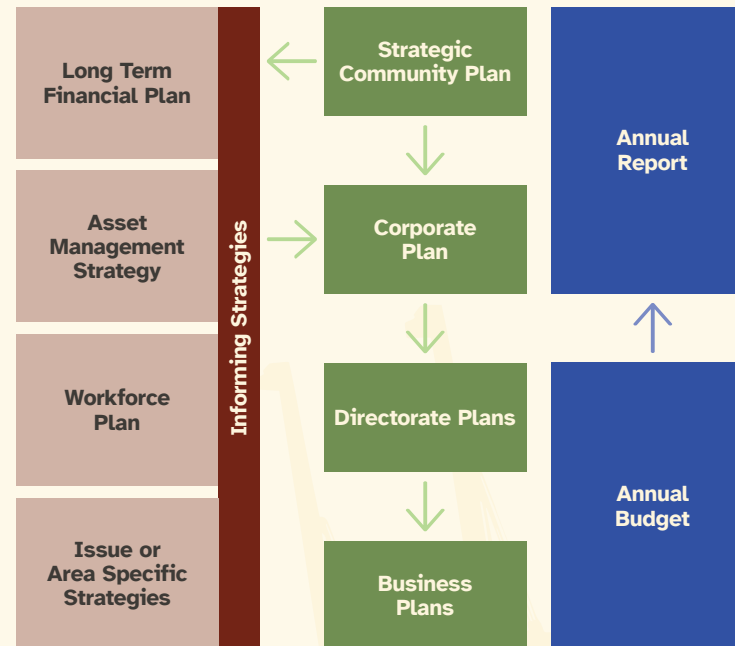 Long Term
Financial Plan
Asset
Management
Strategy
Workforce
Plan
Issue or
Area Specific
Strategies
Informing Strategies
Strategic
Community Plan
Corporate
Plan
Directorate Plans
Business
Plans
Annual
Report
Annual
Budget